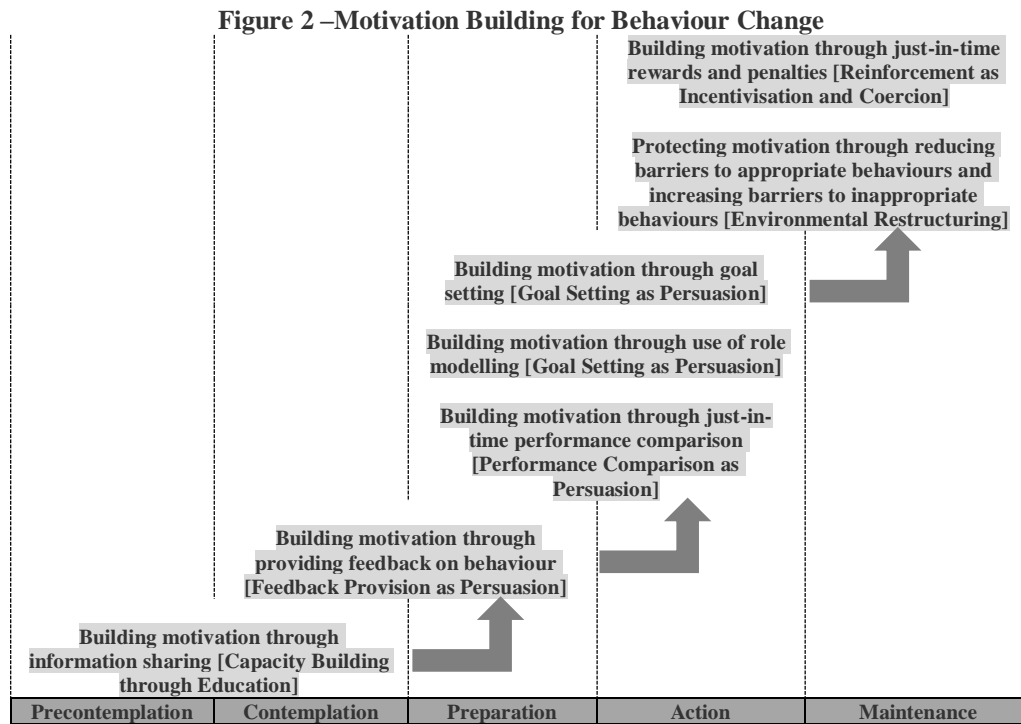 Figure 2 –Motivation Building for Behaviour Change
Building motivation through just-in-time
rewards and penalties [Reinforcement as
Incentivisation and Coercion]
Protecting motivation through reducing
barriers to appropriate behaviours and
increasing barriers to inappropriate
behaviours [Environmental Restructuring]
Building motivation through goal
setting [Goal Setting as Persuasion]
Building motivation through use of role
modelling [Goal Setting as Persuasion]
Building motivation through just-in-
time performance comparison
[Performance Comparison as
Persuasion]
Building motivation through
providing feedback on behaviour
[Feedback Provision as Persuasion]
Building motivation through
information sharing [Capacity Building
through Education]
Precontemplation Contemplation Preparation Action Maintenance